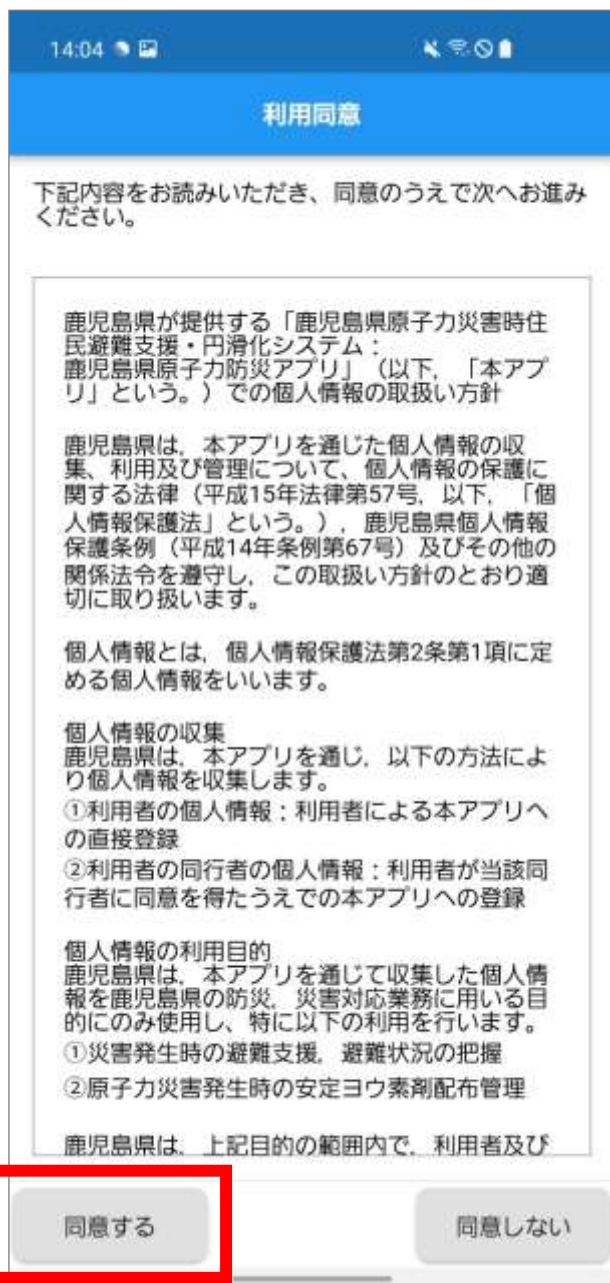 14:04
利用同意
下記内容をお読みいただき、同意のうえで次へお進み
ください。
鹿児島県が提供する「鹿児島県原子力災害時住
民避難支援・円滑化システム：
鹿児島県原子力防災アプリ」（以下，「本アプ
リ」という。）での個人情報の取扱い方針
鹿児島県は，本アプリを通じた個人情報の収
集、利用及び管理について、個人情報の保護に
関する法律（平成15年法律第57号，以下，「個
人情報保護法」という。），鹿児島県個人情報
保護条例（平成14年条例第67号）及びその他の
関係法令を遵守し，この取扱い方針のとおり適
切に取り扱います。
個人情報とは，個人情報保護法第2条第1項に定
める個人情報をいいます。
個人情報の収集
鹿児島県は，本アプリを通じ，以下の方法によ
り個人情報を収集します。
①利用者の個人情報：利用者による本アプリへ
の直接登録
②利用者の同行者の個人情報：利用者が当該同
行者に同意を得たうえでの本アプリへの登録
個人情報の利用目的
鹿児島県は，本アプリを通じて収集した個人情
報を鹿児島県の防災，災害対応業務に用いる目
的にのみ使用し、特に以下の利用を行います。
①災害発生時の避難支援，避難状況の把握
②原子力災害発生時の安定ヨウ素剤配布管理
鹿児島県は，上記目的の範囲内で，利用者及び
同意する
同意しない